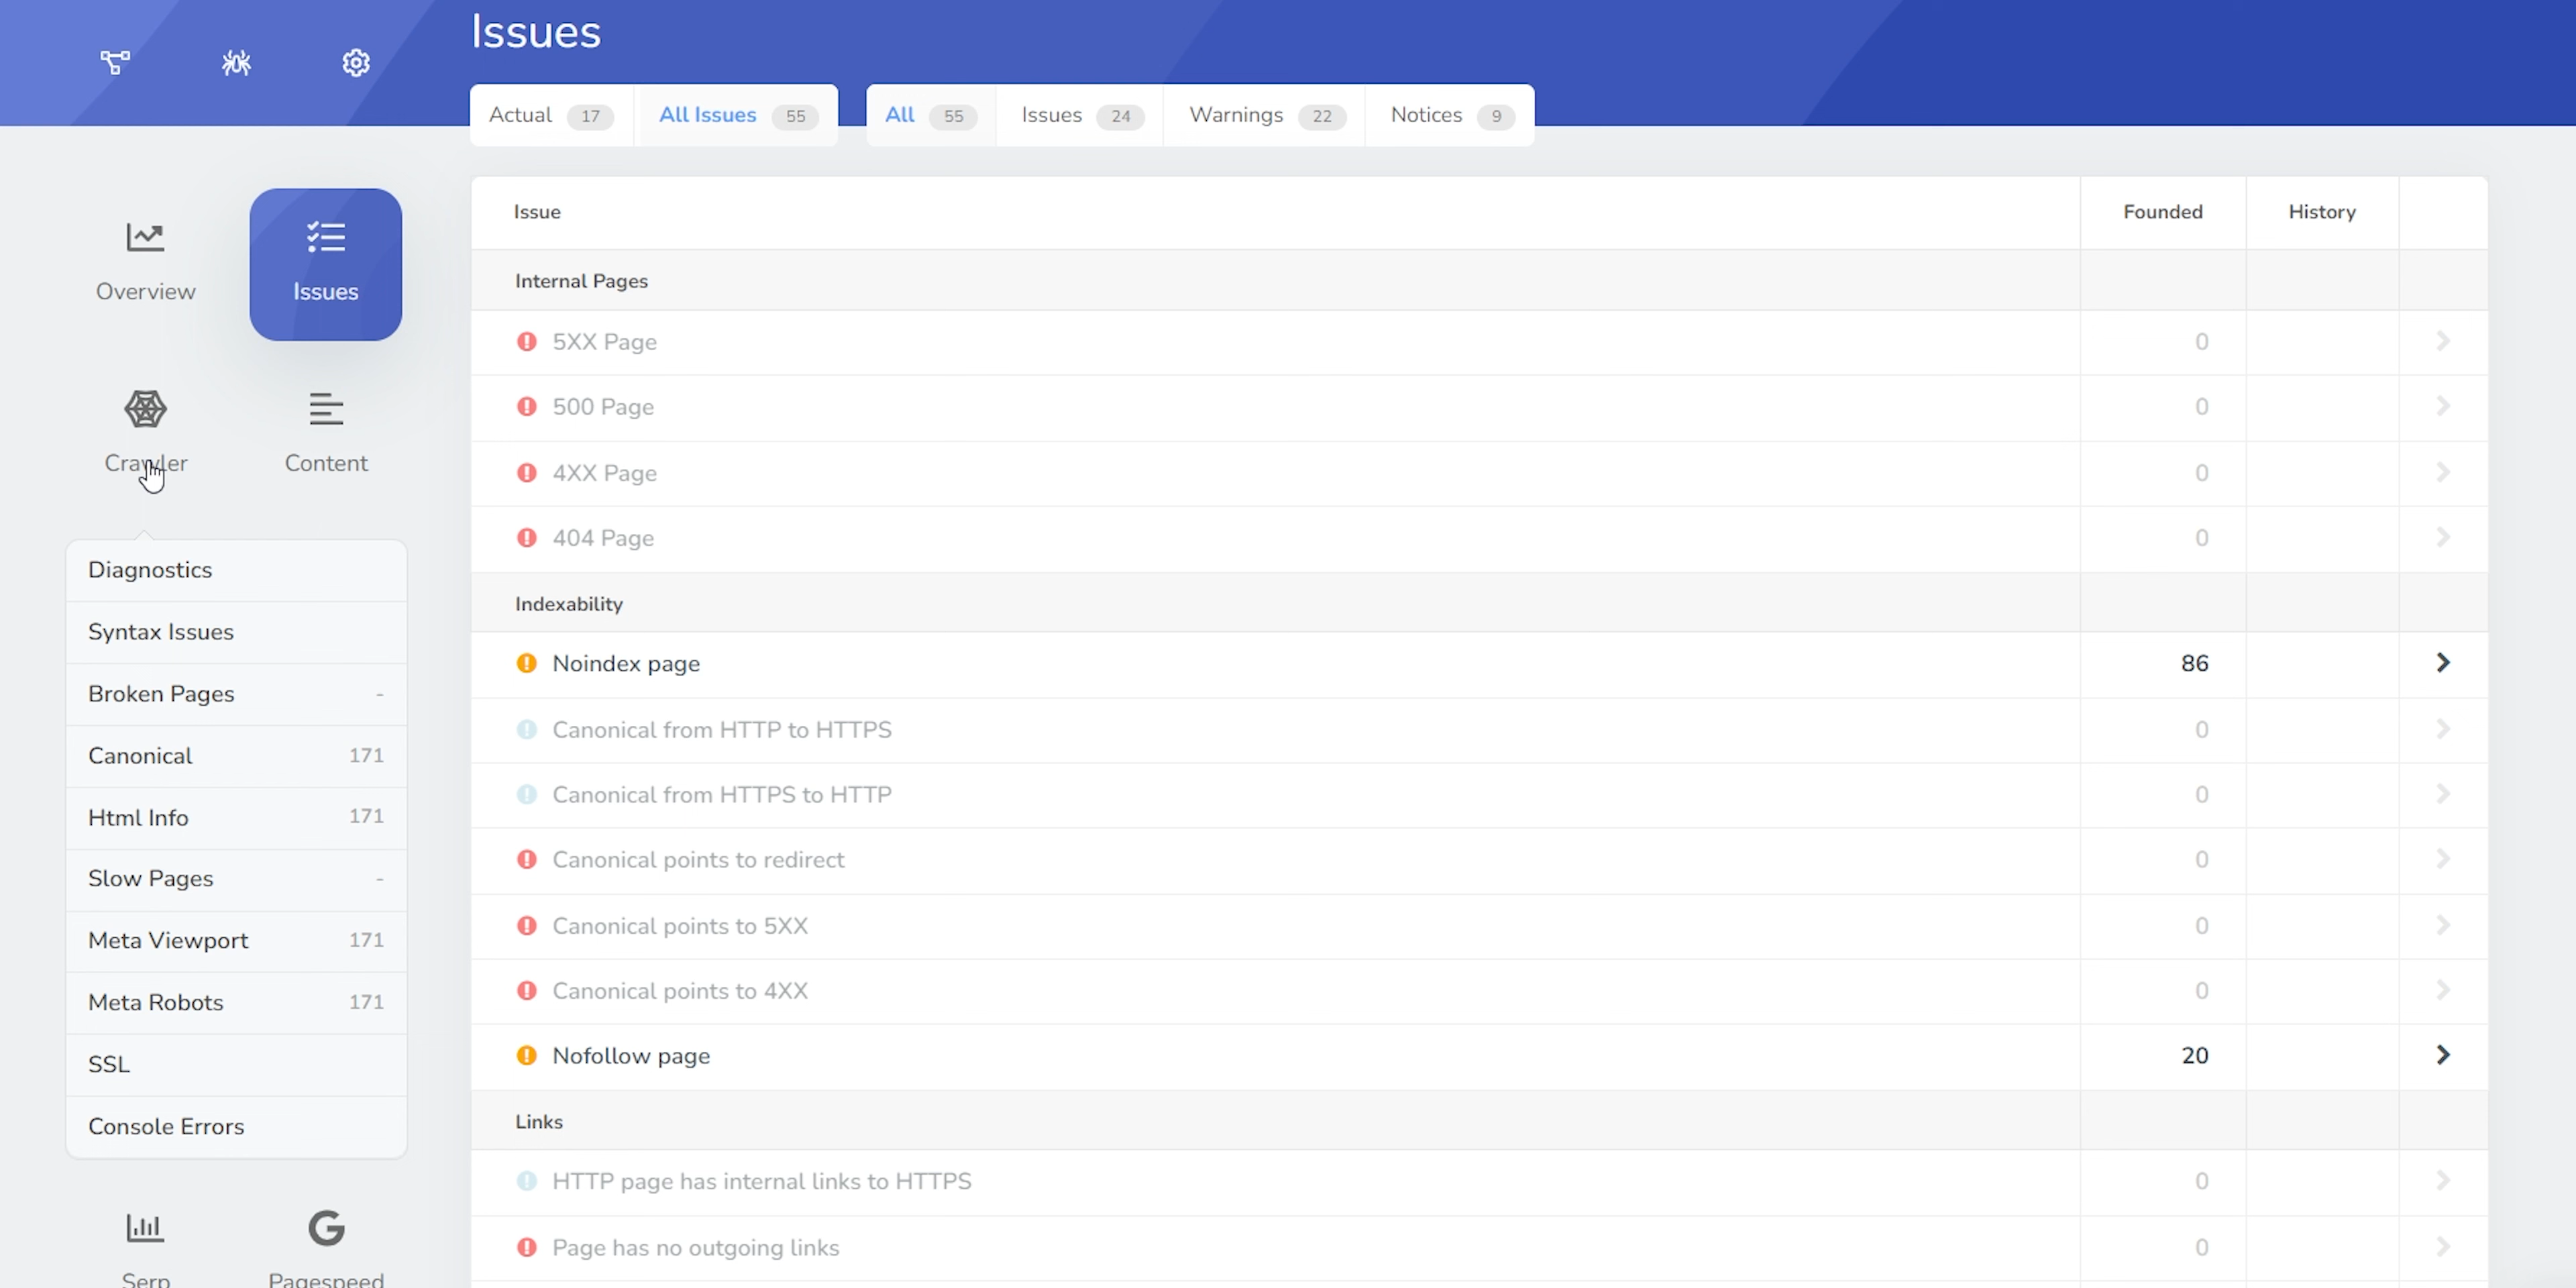 Issues
Actual 17 All Issues 55 All 55 Issues 24 Warnings 22 Notices 9
Overview
Issues
Crawler
Content
Diagnostics
Syntax Issues
Broken Pages -
Canonical 171
Html Info 171
Slow Pages -
Meta Viewport 171
Meta Robots 171
SSL
Console Errors
Serp
Pagespeed
Issue Founded History
Internal Pages
5XX Page 0
500 Page 0
4XX Page 0
404 Page 0
Indexability
Noindex page 86
Canonical from HTTP to HTTPS 0
Canonical from HTTPS to HTTP 0
Canonical points to redirect 0
Canonical points to 5XX 0
Canonical points to 4XX 0
Nofollow page 20
Links
HTTP page has internal links to HTTPS 0
Page has no outgoing links 0